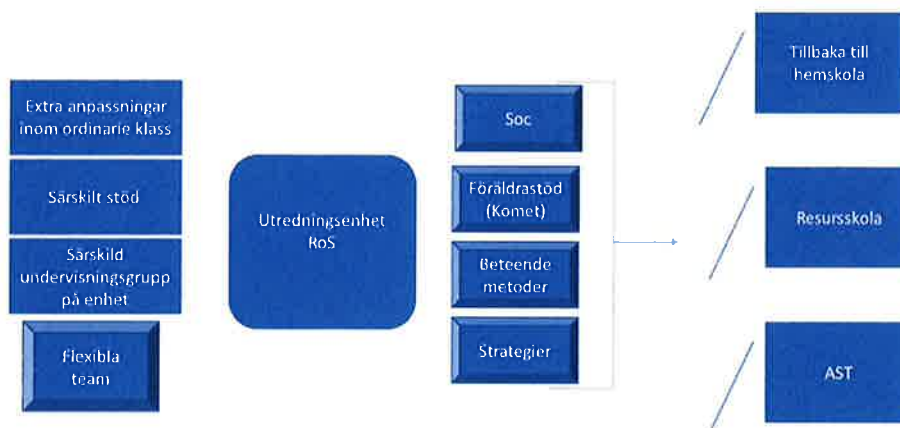 Extra anpassningar
inom ordinarie klass
Särskilt stöd
Särskild
undervisningsgrupp
på enhet
Flexibla
team
Utredningsenhet
RoS
Soc
Föräldrastöd
(Komet)
Beteende
metoder
Strategier
Tillbaka till
hemskola
Resursskola
AST